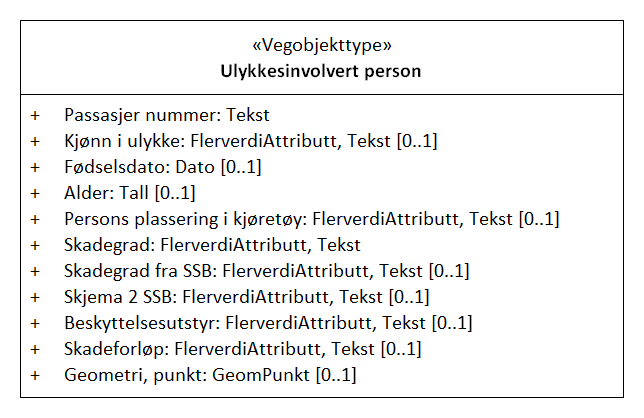 «Vegobjekttype»
Ulykkesinvolvert person
+ Passasjer nummer: Tekst
+ Kjønn i ulykke: FlerverdiAttributt, Tekst [0..1]
+ Fødselsdato: Dato [0..1]
+ Alder: Tall [0..1]
+ Persons plassering i kjøretøy: FlerverdiAttributt, Tekst [0..1]
+ Skadegrad: FlerverdiAttributt, Tekst
+ Skadegrad fra SSB: FlerverdiAttributt, Tekst [0..1]
+ Skjema 2 SSB: FlerverdiAttributt, Tekst [0..1]
+ Beskyttelsesutstyr: FlerverdiAttributt, Tekst [0..1]
+ Skadeforløp: FlerverdiAttributt, Tekst [0..1]
+ Geometri, punkt: GeomPunkt [0..1]